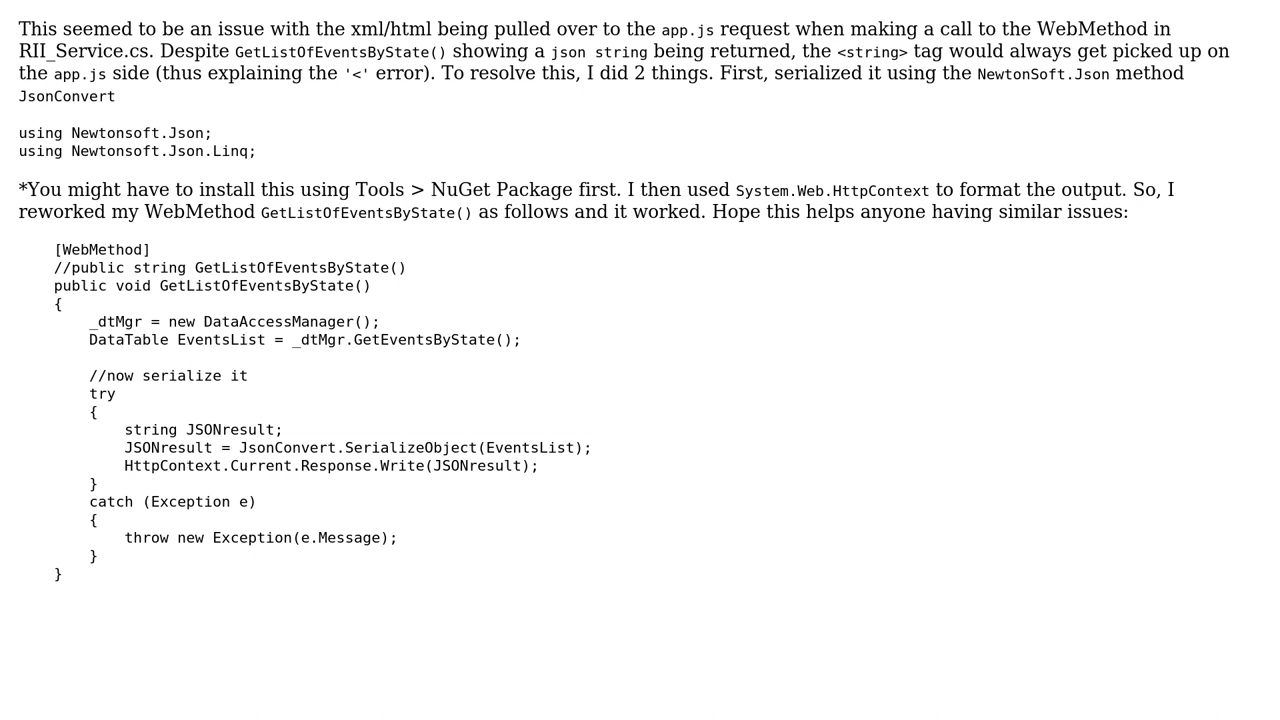 This seemed to be an issue with the xml/html being pulled over to the app.js request when making a call to the WebMethod in
RII_Service.cs. Despite GetListOfEventsByState() showing a json string being returned, the <string> tag would always get picked up on
the app.js side (thus explaining the '<' error). To resolve this, I did 2 things. First, serialized it using the NewtonSoft.Json method
JsonConvert
using Newtonsoft.Json;
using Newtonsoft.Json.Linq;
*You might have to install this using Tools > NuGet Package first. I then used System.Web.HttpContext to format the output. So, I
reworked my WebMethod GetListOfEventsByState() as follows and it worked. Hope this helps anyone having similar issues:
    [WebMethod]
    //public string GetListOfEventsByState()
    public void GetListOfEventsByState()
    {
        _dtMgr = new DataAccessManager();
        DataTable EventsList = _dtMgr.GetEventsByState();
        //now serialize it
        try
        {
            string JSONresult;
            JSONresult = JsonConvert.SerializeObject(EventsList);
            HttpContext.Current.Response.Write(JSONresult);
        }
        catch (Exception e)
        {
            throw new Exception(e.Message);
        }
    }